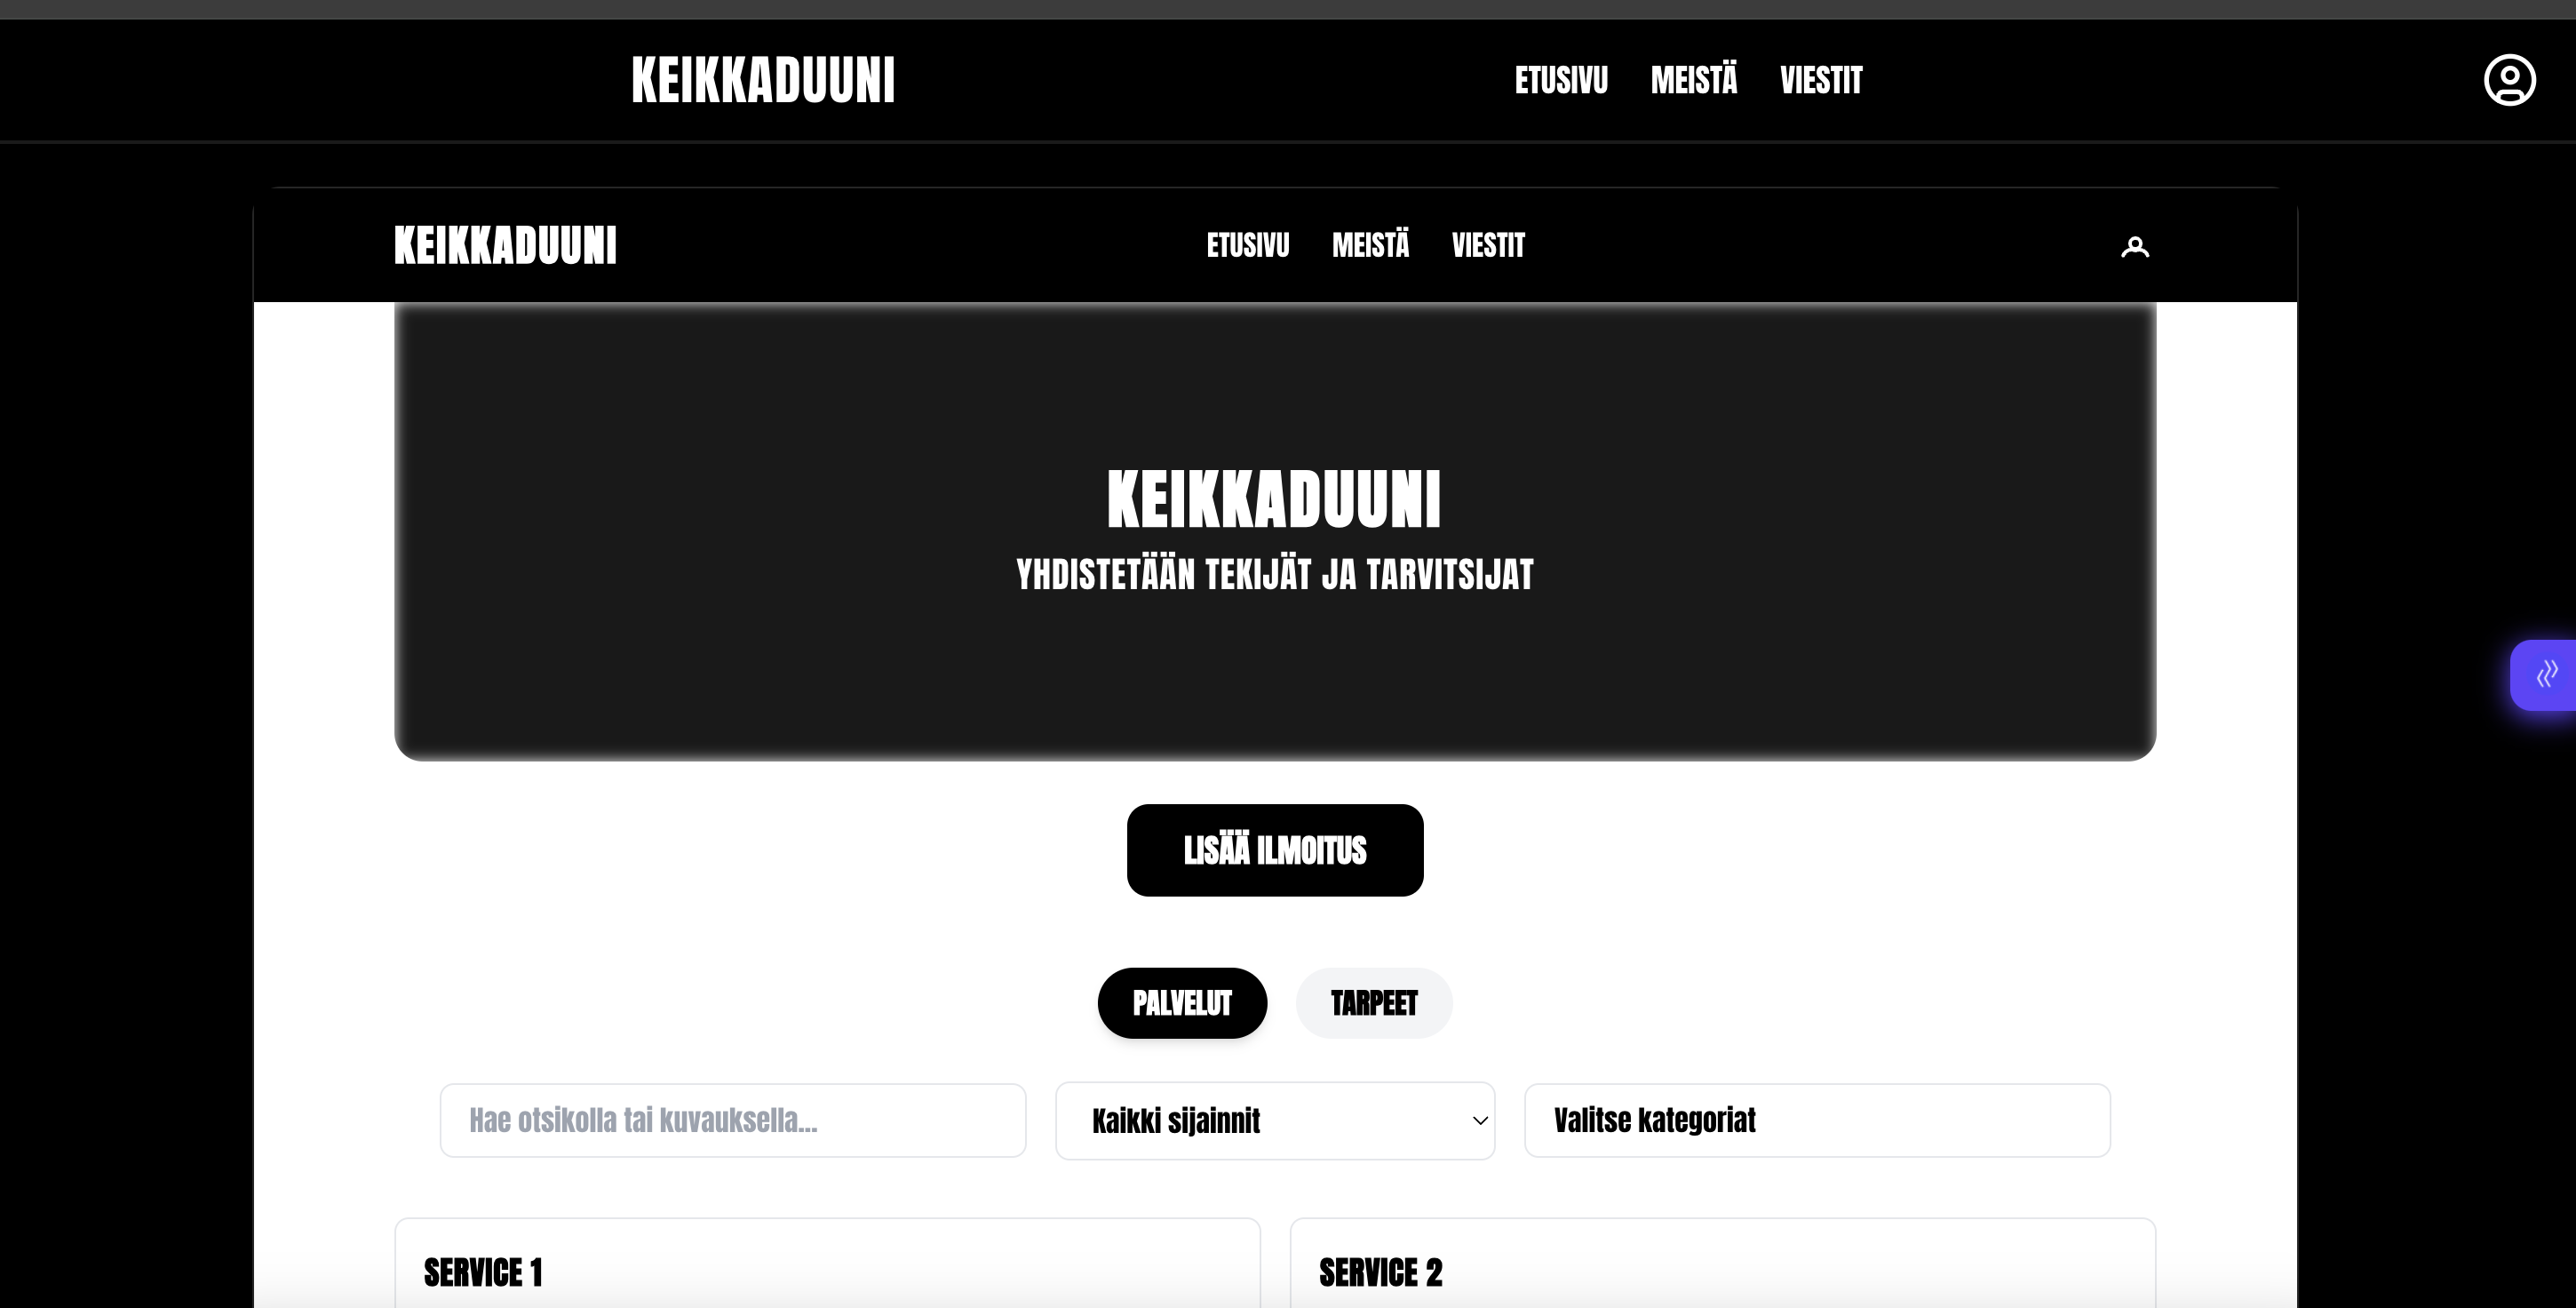 KEIKKADUUNI ETUSIVU MEISTÄ VIESTIT
KEIKKADUUNI ETUSIVU MEISTÄ VIESTIT
KEIKKADUUNI
YHDISTETÄÄN TEKIJÄT JA TARVITSIJAT
LISÄÄ ILMOITUS
PALVELUT TARPEET
Hae otsikolla tai kuvauksella... Kaikki sijainnit Valitse kategoriat
SERVICE 1 SERVICE 2